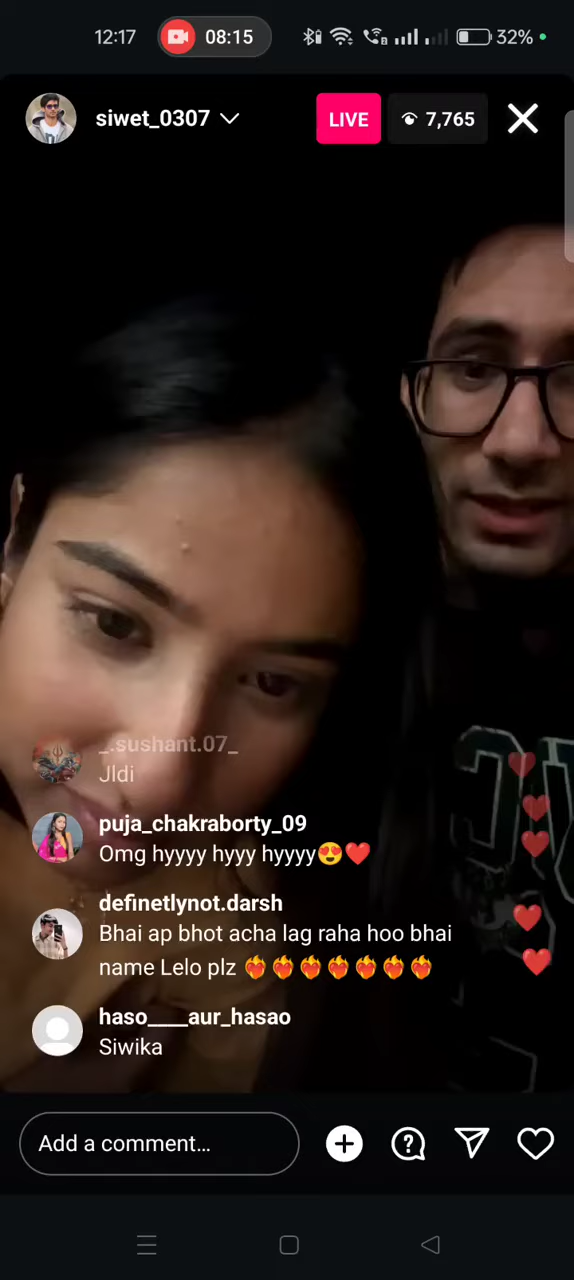 12:17 08:15 32%
siwet_0307 LIVE 7,765
_.sushant.07_
Jldi
puja_chakraborty_09
Omg hyyyy hyyy hyyyy😍❤️
definetlynot.darsh
Bhai ap bhot acha lag raha hoo bhai
name Lelo plz ❤️‍🔥❤️‍🔥❤️‍🔥❤️‍🔥❤️‍🔥❤️‍🔥❤️‍🔥
haso____aur_hasao
Siwika
Add a comment...